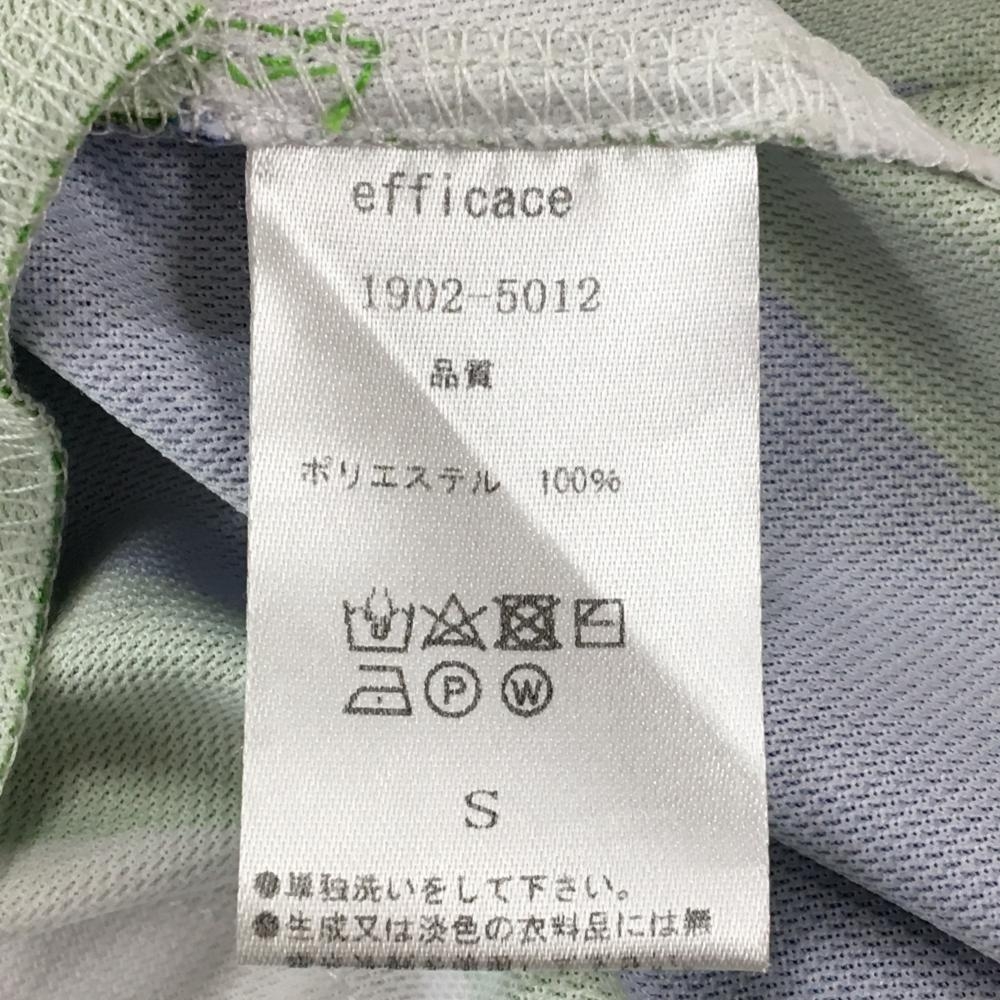 efficace
1902-5012
品質
ポリエステル 100%
P W
S
●単独洗いをして下さい。
●生成又は淡色の衣料品には無